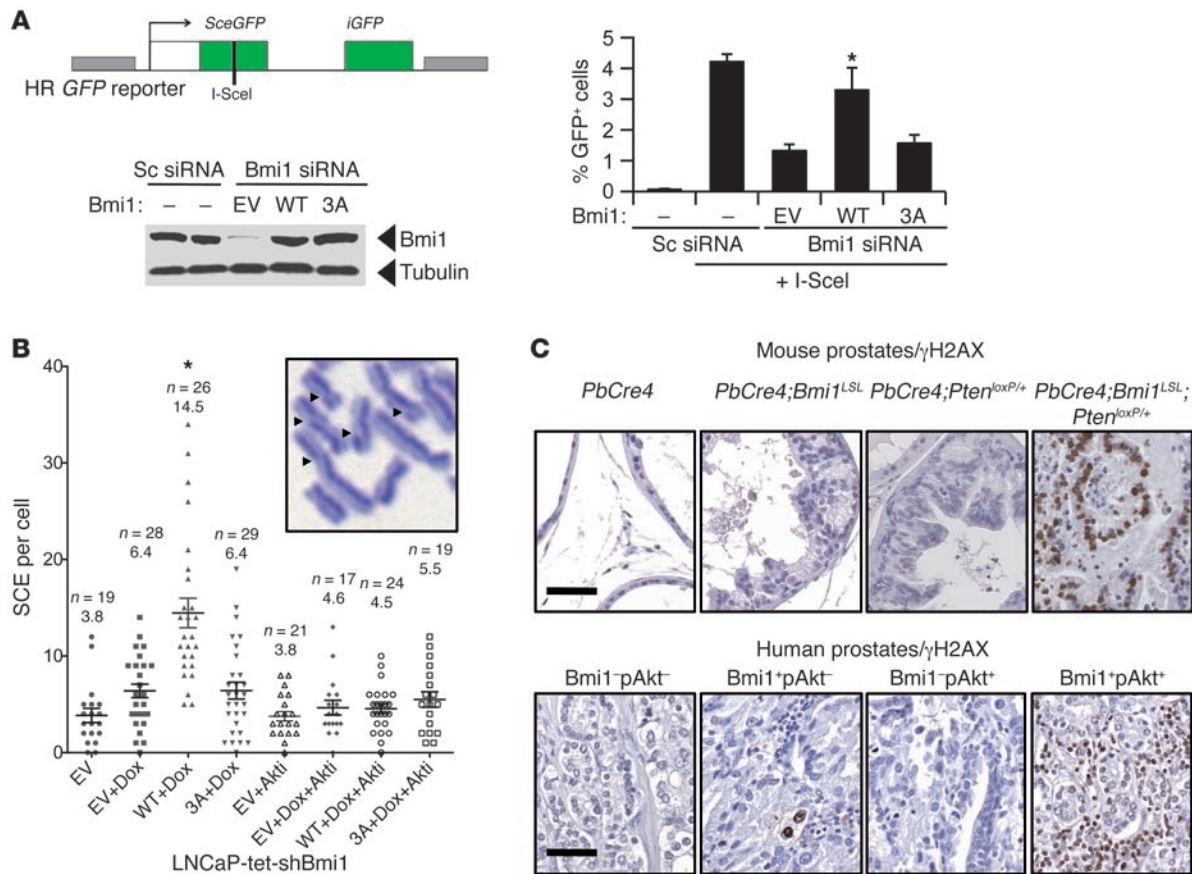 A
SceGFP iGFP
HR GFP reporter
I-SceI
Sc siRNA Bmi1 siRNA
Bmi1: – – EV WT 3A
Bmi1
Tubulin
% GFP+ cells
5
4
3
2
1
0
*
Bmi1: – – EV WT 3A
Sc siRNA Bmi1 siRNA
+ I-SceI
B
SCE per cell
40
30
20
10
0
n = 19
3.8
n = 28
6.4
*
n = 26
14.5
n = 29
6.4
n = 21
3.8
n = 17
4.6
n = 24
4.5
n = 19
5.5
EV
EV+Dox
WT+Dox
3A+Dox
EV+Akti
EV+Dox+Akti
WT+Dox+Akti
3A+Dox+Akti
LNCaP-tet-shBmi1
C
Mouse prostates/γH2AX
PbCre4 PbCre4;Bmi1LSL PbCre4;PtenloxP/+ PbCre4;Bmi1LSL;
PtenloxP/+
Human prostates/γH2AX
Bmi1–pAkt– Bmi1+pAkt– Bmi1–pAkt+ Bmi1+pAkt+